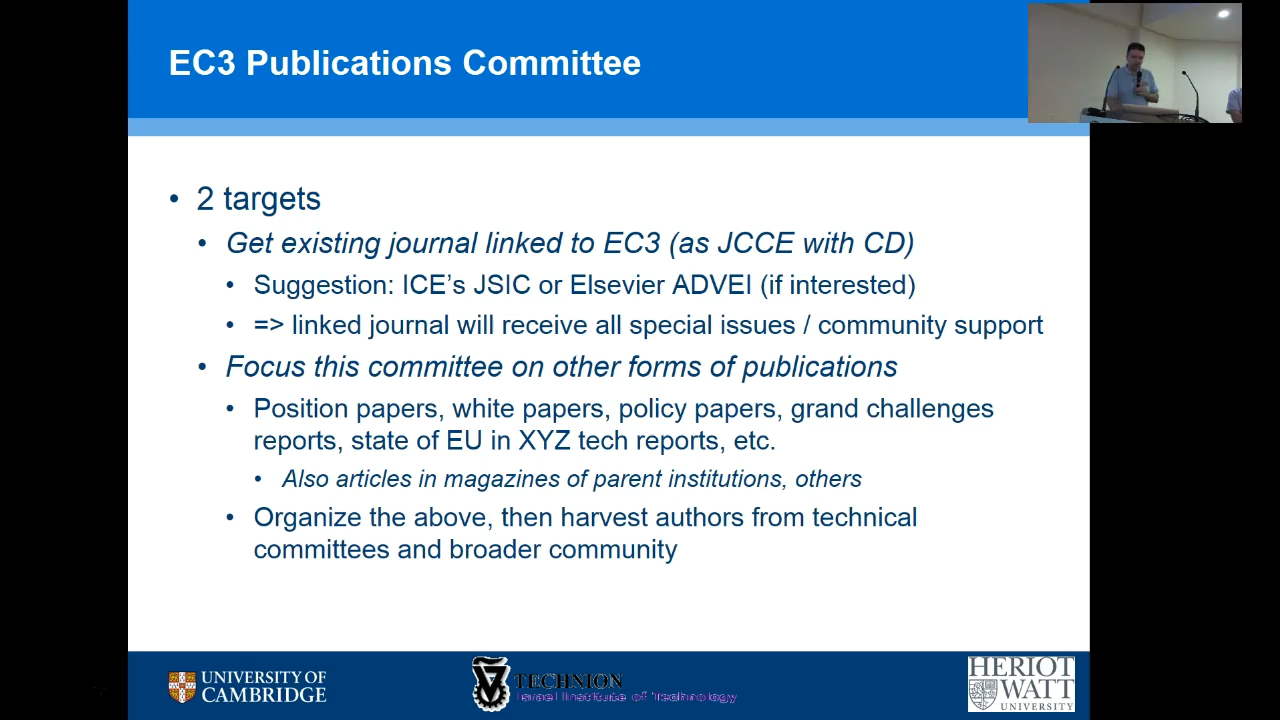 EC3 Publications Committee
• 2 targets
• Get existing journal linked to EC3 (as JCCE with CD)
• Suggestion: ICE’s JSIC or Elsevier ADVEI (if interested)
• => linked journal will receive all special issues / community support
• Focus this committee on other forms of publications
• Position papers, white papers, policy papers, grand challenges
reports, state of EU in XYZ tech reports, etc.
• Also articles in magazines of parent institutions, others
• Organize the above, then harvest authors from technical
committees and broader community
UNIVERSITY OF
CAMBRIDGE
TECHNION
Israel Institute of Technology
HERIOT
WATT
UNIVERSITY